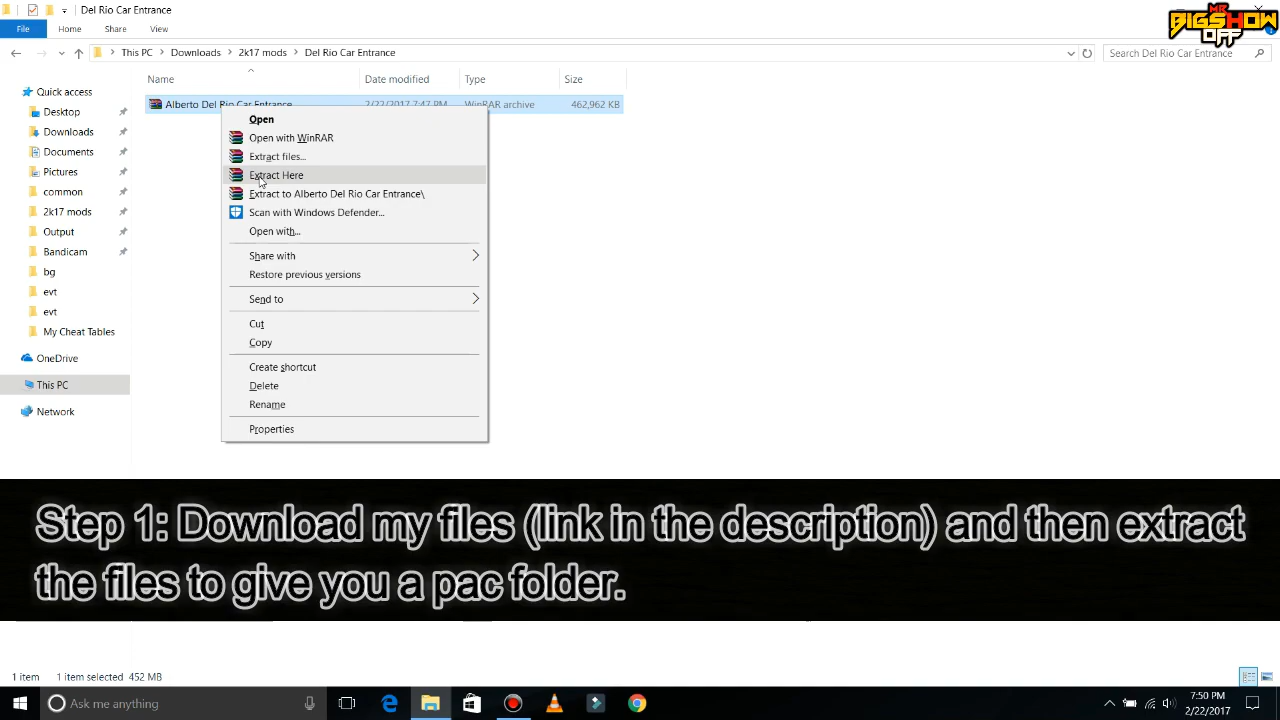 Del Rio Car Entrance
MR
BIGSHOW
OFF
File Home Share View
This PC Downloads 2k17 mods Del Rio Car Entrance
Search Del Rio Car Entrance
Name Date modified Type Size
Quick access
Desktop
Downloads
Documents
Pictures
common
2k17 mods
Output
Bandicam
bg
evt
evt
My Cheat Tables
OneDrive
This PC
Network
Alberto Del Rio Car Entrance 2/22/2017 7:47 PM WinRAR archive 462,962 KB
Open
Open with WinRAR
Extract files...
Extract Here
Extract to Alberto Del Rio Car Entrance\
Scan with Windows Defender...
Open with...
Share with
Restore previous versions
Send to
Cut
Copy
Create shortcut
Delete
Rename
Properties
Step 1: Download my files (link in the description) and then extract
the files to give you a pac folder.
1 item 1 item selected 452 MB
Ask me anything
7:50 PM
2/22/2017